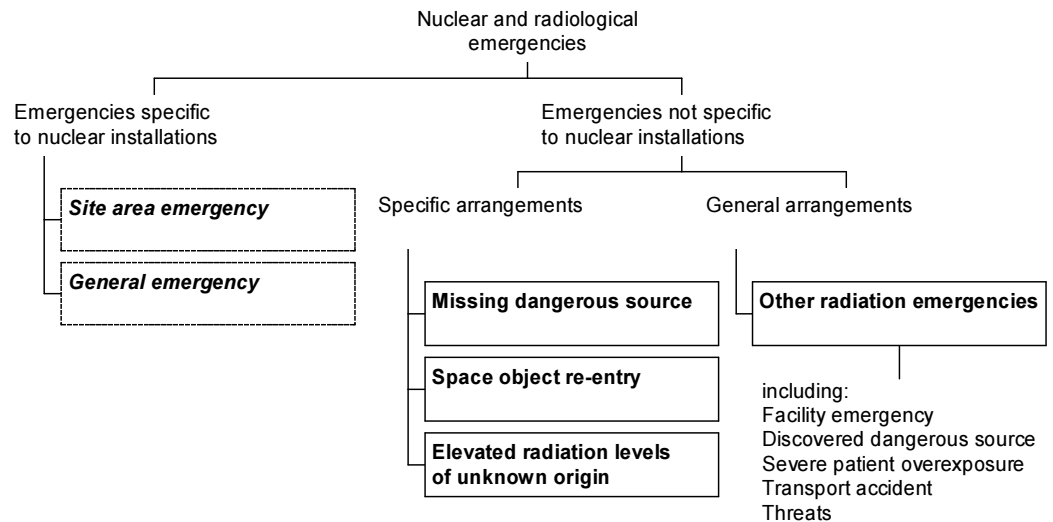 Nuclear and radiological
emergencies
Emergencies specific
to nuclear installations
Emergencies not specific
to nuclear installations
Site area emergency
General emergency
Specific arrangements
General arrangements
Missing dangerous source
Space object re-entry
Elevated radiation levels
of unknown origin
Other radiation emergencies
including:
Facility emergency
Discovered dangerous source
Severe patient overexposure
Transport accident
Threats